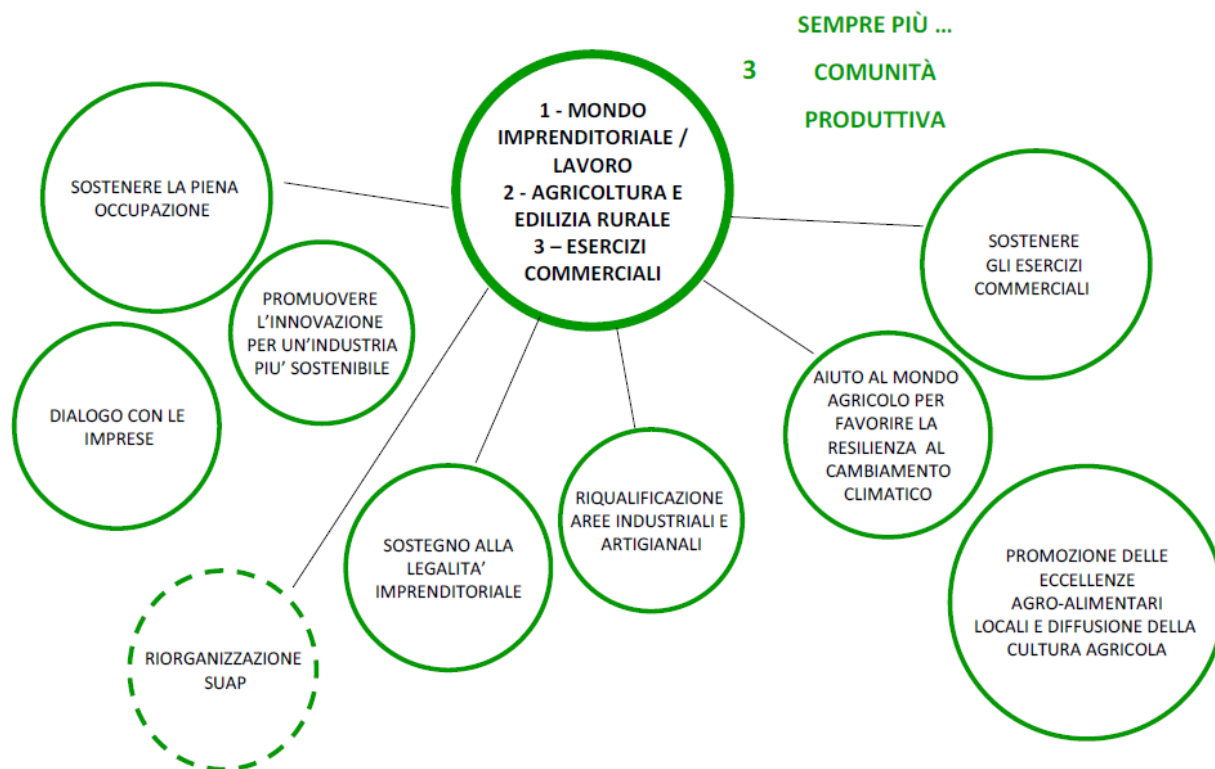 SEMPRE PIÙ ...
3 COMUNITÀ
PRODUTTIVA
1 - MONDO
IMPRENDITORIALE /
LAVORO
2 - AGRICOLTURA E
EDILIZIA RURALE
3 – ESERCIZI
COMMERCIALI
SOSTENERE LA PIENA
OCCUPAZIONE
PROMUOVERE
L'INNOVAZIONE
PER UN'INDUSTRIA
PIU' SOSTENIBILE
DIALOGO CON LE
IMPRESE
RIORGANIZZAZIONE
SUAP
SOSTEGNO ALLA
LEGALITA'
IMPRENDITORIALE
RIQUALIFICAZIONE
AREE INDUSTRIALI E
ARTIGIANALI
SOSTENERE
GLI ESERCIZI
COMMERCIALI
AIUTO AL MONDO
AGRICOLO PER
FAVORIRE LA
RESILIENZA AL
CAMBIAMENTO
CLIMATICO
PROMOZIONE DELLE
ECCELLENZE
AGRO-ALIMENTARI
LOCALI E DIFFUSIONE DELLA
CULTURA AGRICOLA